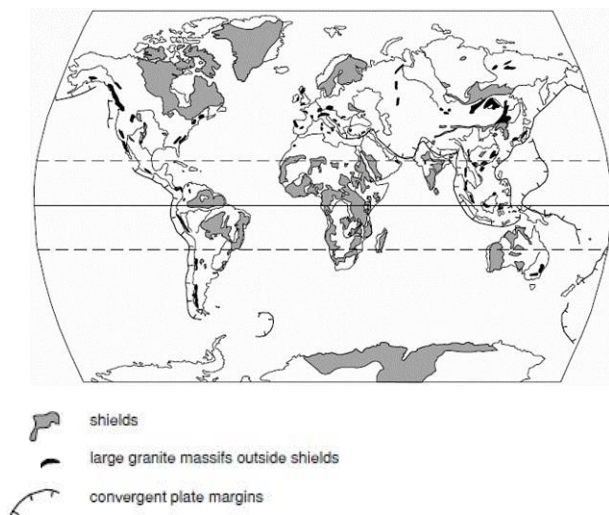 shields
large granite massifs outside shields
convergent plate margins